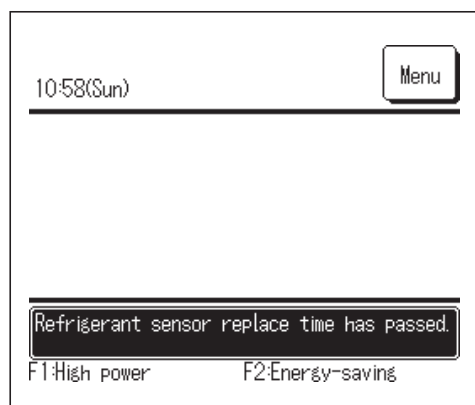 10:58(Sun)
Menu
Refrigerant sensor replace time has passed.
F1:High power
F2:Energy-saving